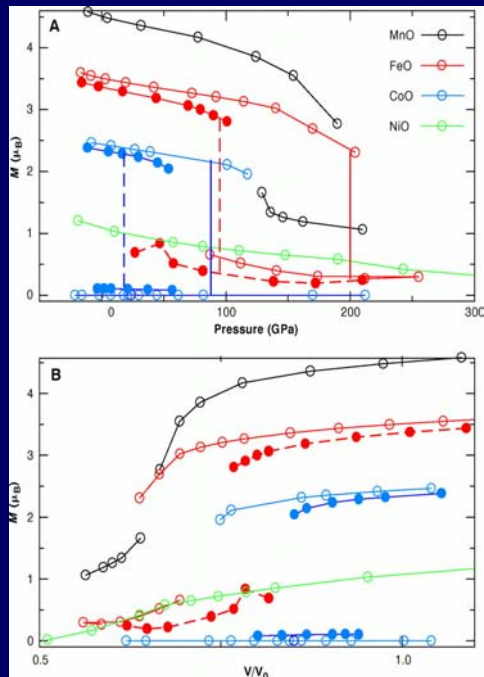 A
MnO
FeO
CoO
NiO
4
3
2
1
0
M (μB)
0
100
200
300
Pressure (GPa)
B
4
3
2
1
0
M (μB)
0.5
1.0
V/V0